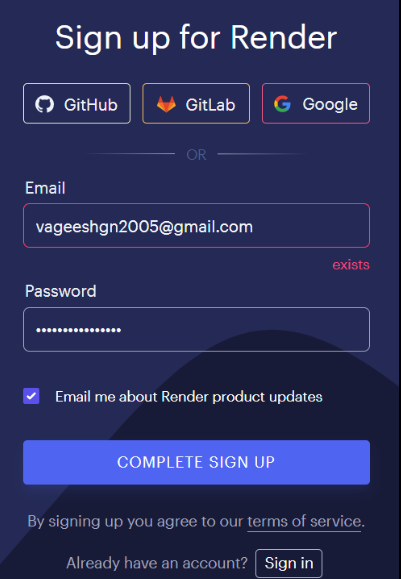 Sign up for Render
GitHub GitLab Google
OR
Email
vageeshgn2005@gmail.com
exists
Password
••••••••••••••••
Email me about Render product updates
COMPLETE SIGN UP
By signing up you agree to our terms of service.
Already have an account? Sign in